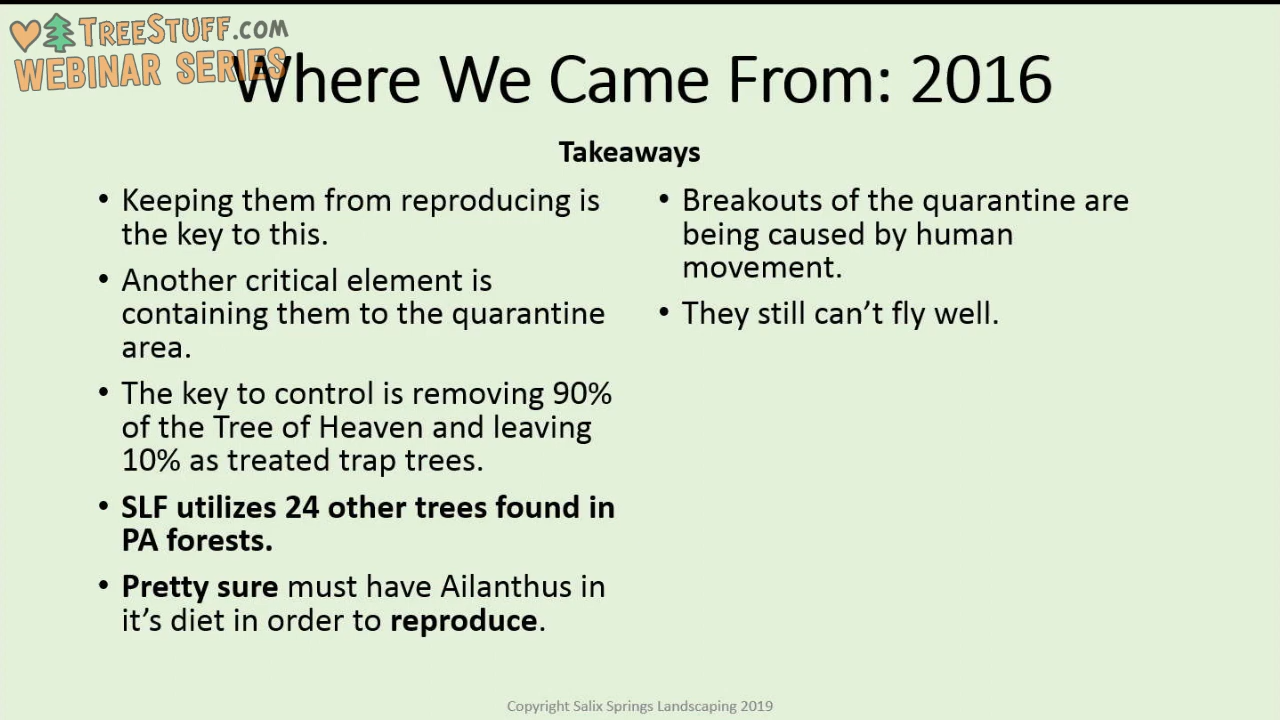 TREESTUFF.COM
WEBINAR SERIES
Where We Came From: 2016
Takeaways
• Keeping them from reproducing is
the key to this.
• Another critical element is
containing them to the quarantine
area.
• The key to control is removing 90%
of the Tree of Heaven and leaving
10% as treated trap trees.
• SLF utilizes 24 other trees found in
PA forests.
• Pretty sure must have Ailanthus in
it’s diet in order to reproduce.
• Breakouts of the quarantine are
being caused by human
movement.
• They still can’t fly well.
Copyright Salix Springs Landscaping 2019